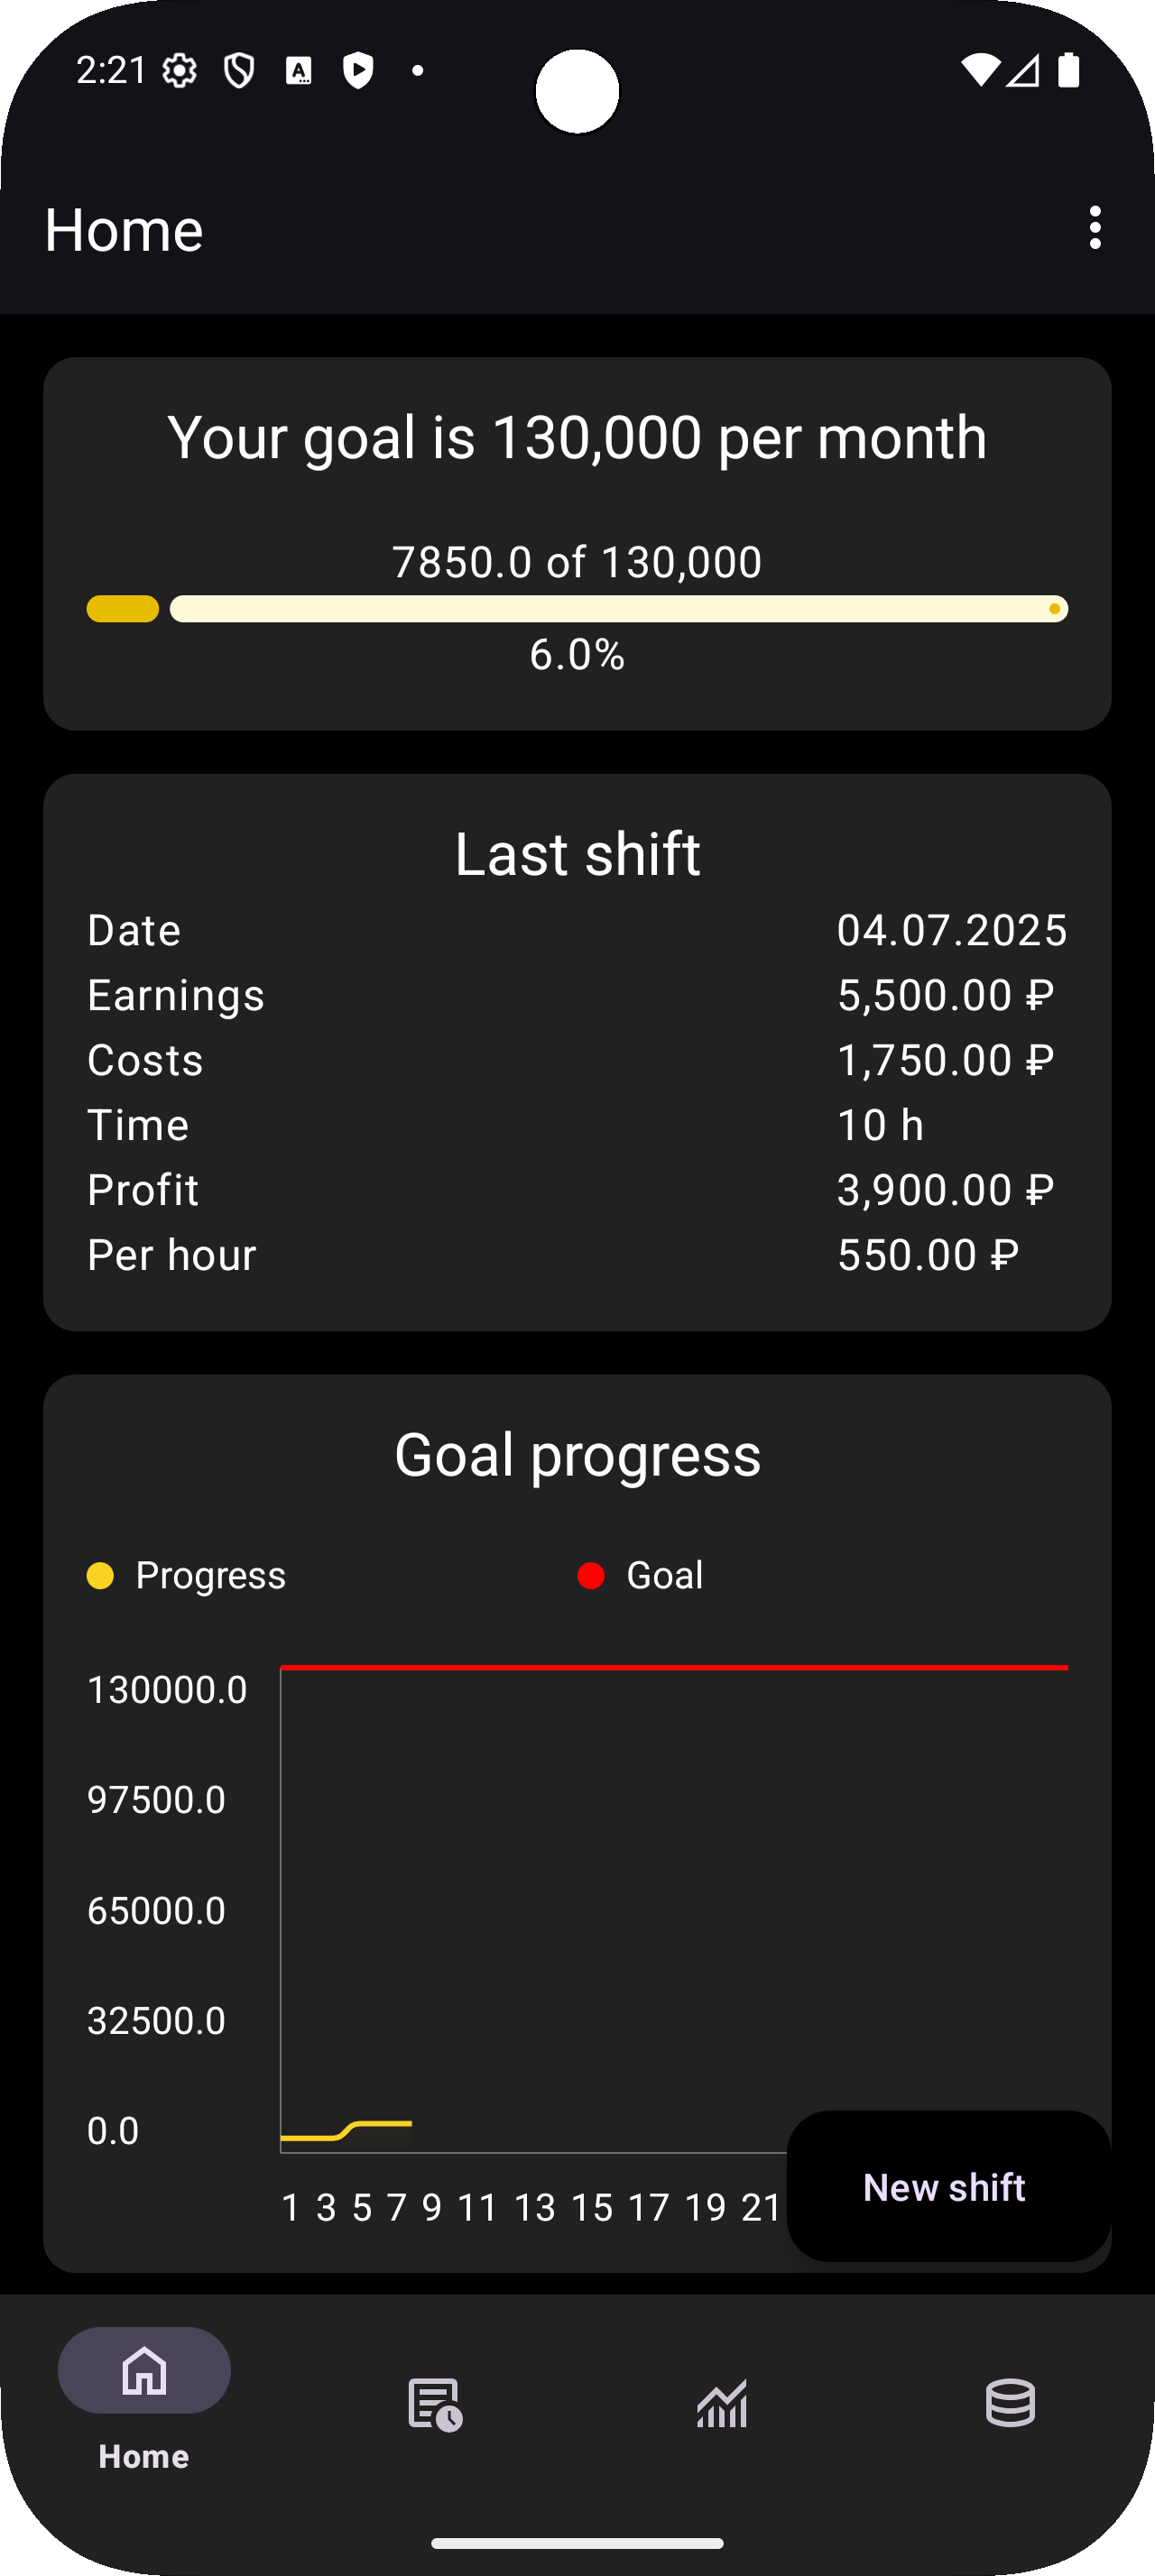 2:21
Home
Your goal is 130,000 per month
7850.0 of 130,000
6.0%
Last shift
Date 04.07.2025
Earnings 5,500.00 ₽
Costs 1,750.00 ₽
Time 10 h
Profit 3,900.00 ₽
Per hour 550.00 ₽
Goal progress
Progress Goal
130000.0
97500.0
65000.0
32500.0
0.0
1 3 5 7 9 11 13 15 17 19 21
New shift
Home